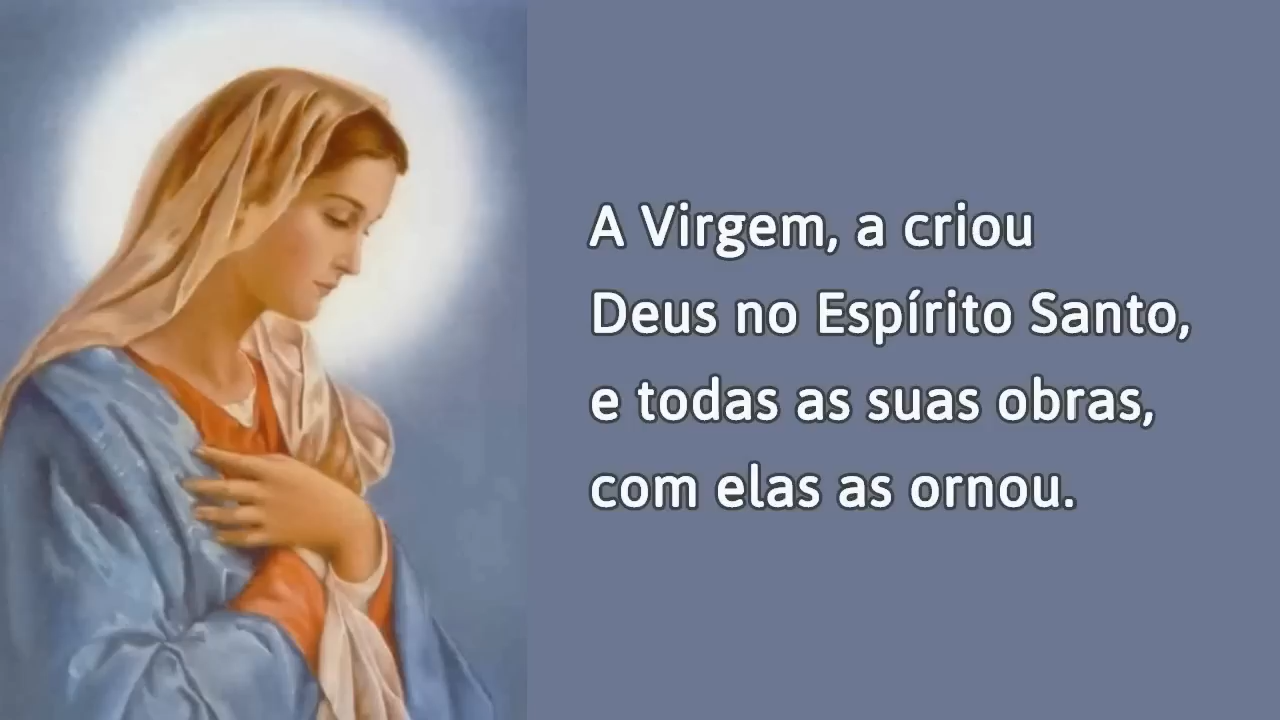 A Virgem, a criou
Deus no Espírito Santo,
e todas as suas obras,
com elas as ornou.